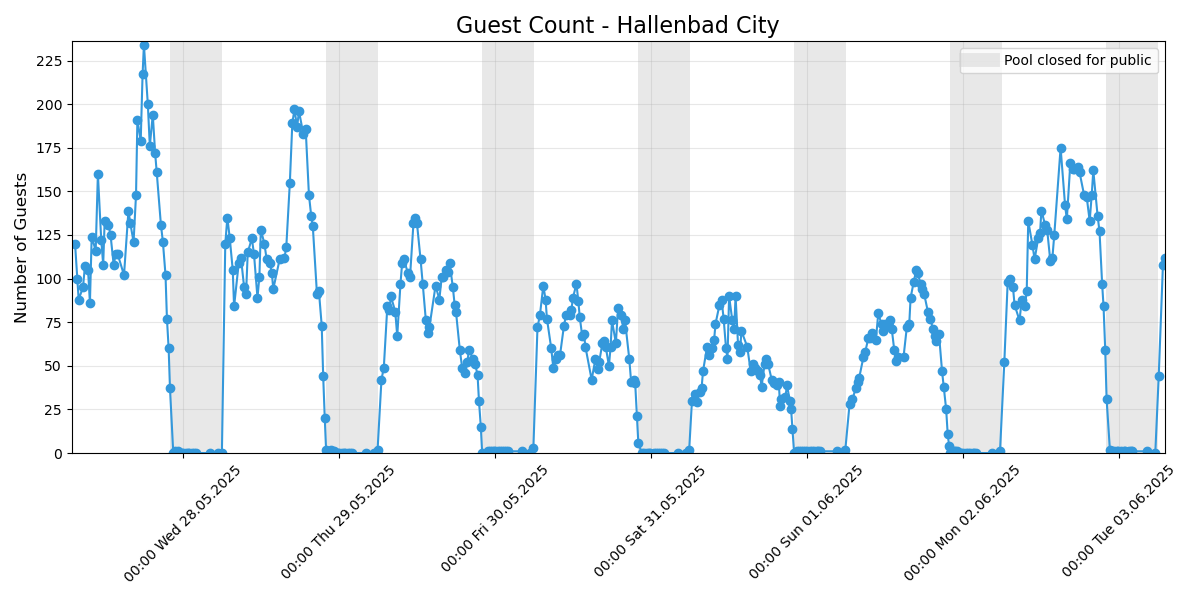 Guest Count - Hallenbad City
Pool closed for public
Number of Guests
225
200
175
150
125
100
75
50
25
0
00:00 Wed 28.05.2025
00:00 Thu 29.05.2025
00:00 Fri 30.05.2025
00:00 Sat 31.05.2025
00:00 Sun 01.06.2025
00:00 Mon 02.06.2025
00:00 Tue 03.06.2025